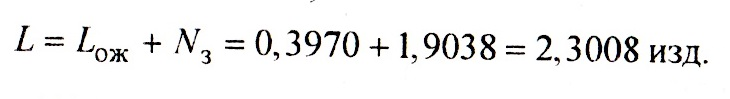 L = L_ож + N_з = 0,3970 + 1,9038 = 2,3008 изд.